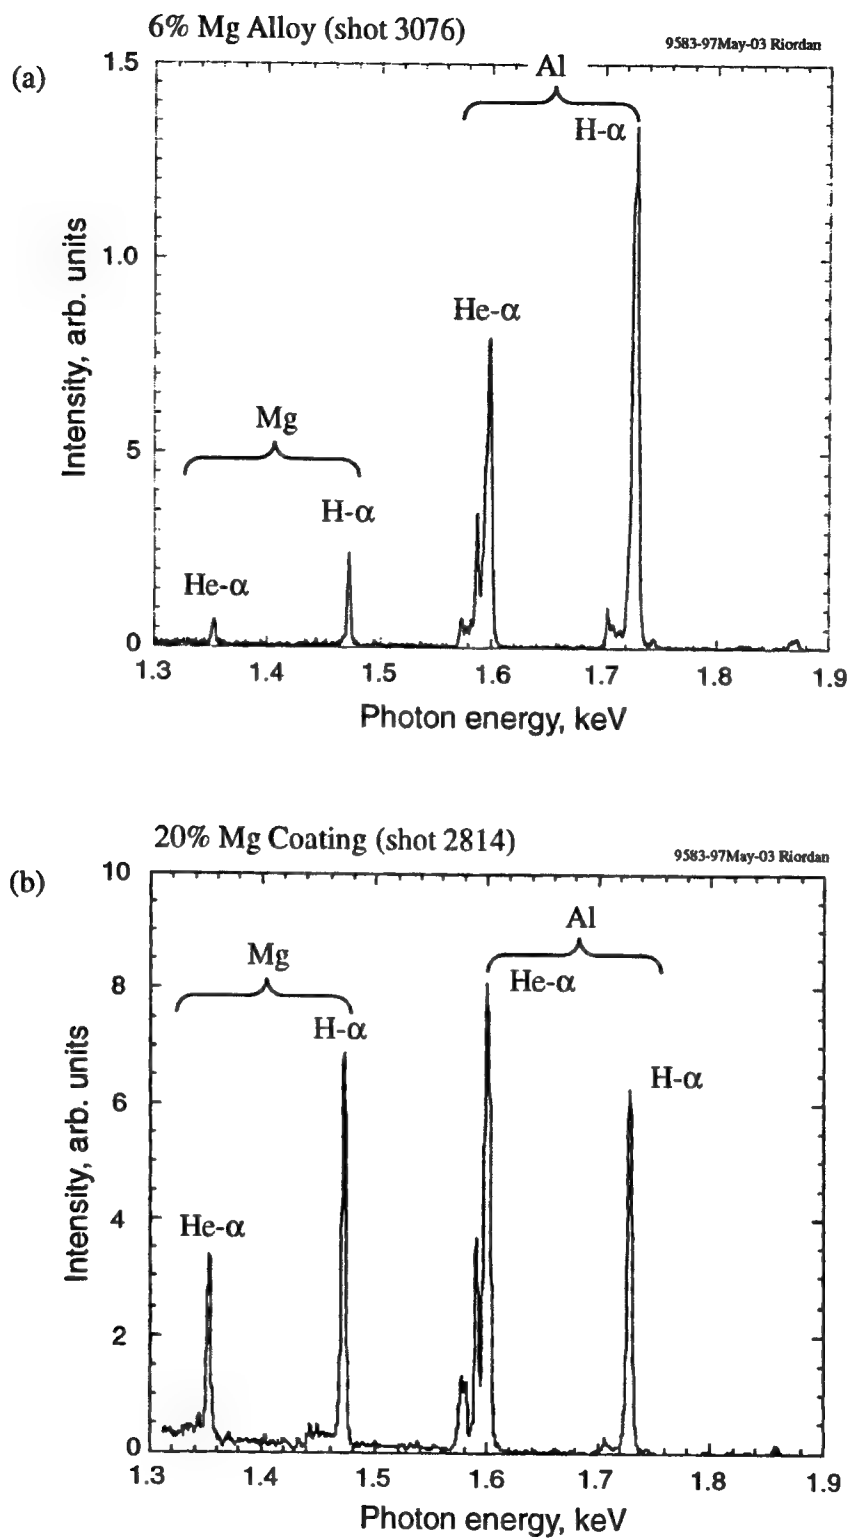 6% Mg Alloy (shot 3076)
9583-97May-03 Riordan
(a)
1.5
Al
H-α
1.0
He-α
Mg
5
H-α
He-α
0
1.3 1.4 1.5 1.6 1.7 1.8 1.9
Intensity, arb. units
Photon energy, keV
20% Mg Coating (shot 2814)
9583-97May-03 Riordan
(b)
10
Al
Mg
He-α
8
H-α
H-α
6
4
He-α
2
0
1.3 1.4 1.5 1.6 1.7 1.8 1.9
Intensity, arb. units
Photon energy, keV